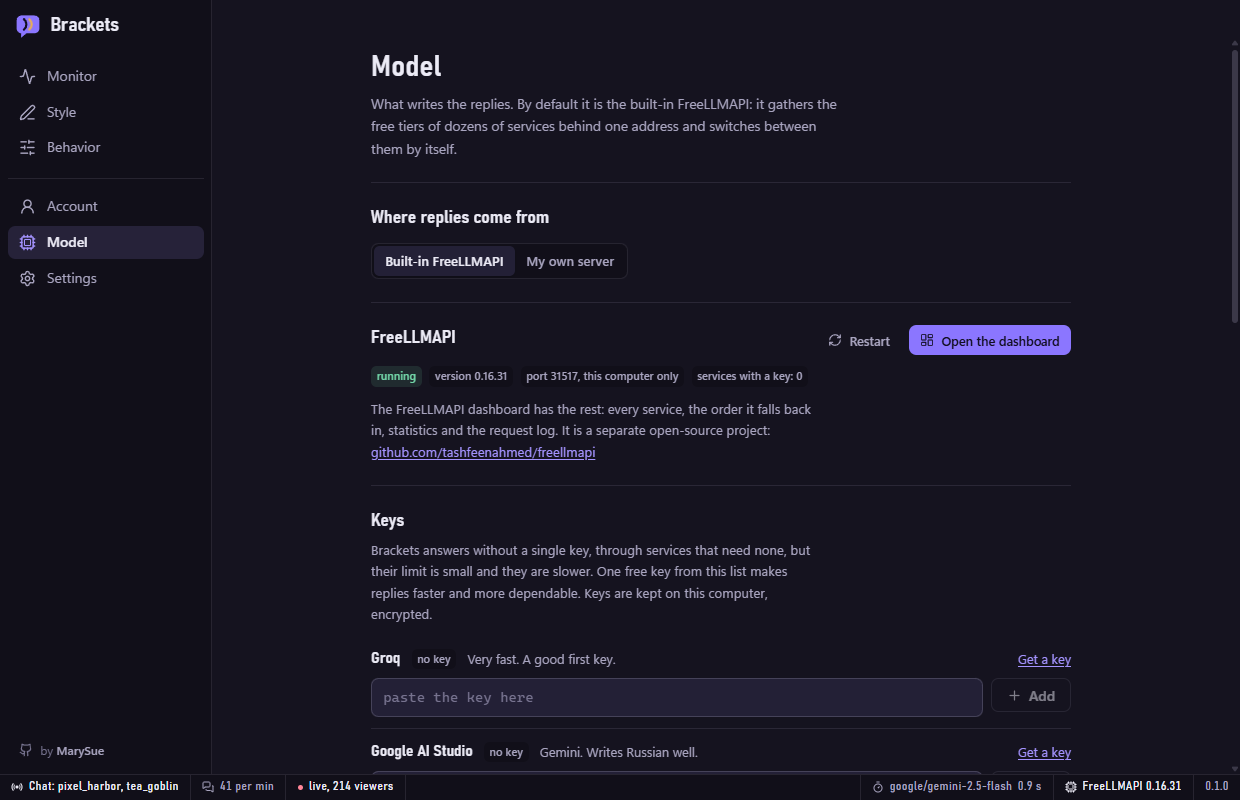 Brackets
Monitor
Style
Behavior
Account
Model
Settings
by MarySue
Model
What writes the replies. By default it is the built-in FreeLLMAPI: it gathers the
free tiers of dozens of services behind one address and switches between
them by itself.
Where replies come from
Built-in FreeLLMAPI My own server
FreeLLMAPI
Restart Open the dashboard
running version 0.16.31 port 31517, this computer only services with a key: 0
The FreeLLMAPI dashboard has the rest: every service, the order it falls back
in, statistics and the request log. It is a separate open-source project:
github.com/tashfeenahmed/freellmapi
Keys
Brackets answers without a single key, through services that need none, but
their limit is small and they are slower. One free key from this list makes
replies faster and more dependable. Keys are kept on this computer,
encrypted.
Groq no key Very fast. A good first key. Get a key
paste the key here Add
Google AI Studio no key Gemini. Writes Russian well. Get a key
Chat: pixel_harbor, tea_goblin 41 per min live, 214 viewers google/gemini-2.5-flash 0.9 s FreeLLMAPI 0.16.31 0.1.0